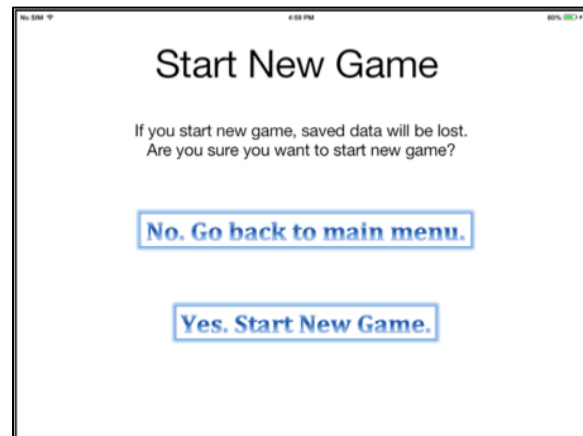 No SIM 4:59 PM 80%
Start New Game
If you start new game, saved data will be lost.
Are you sure you want to start new game?
No. Go back to main menu.
Yes. Start New Game.